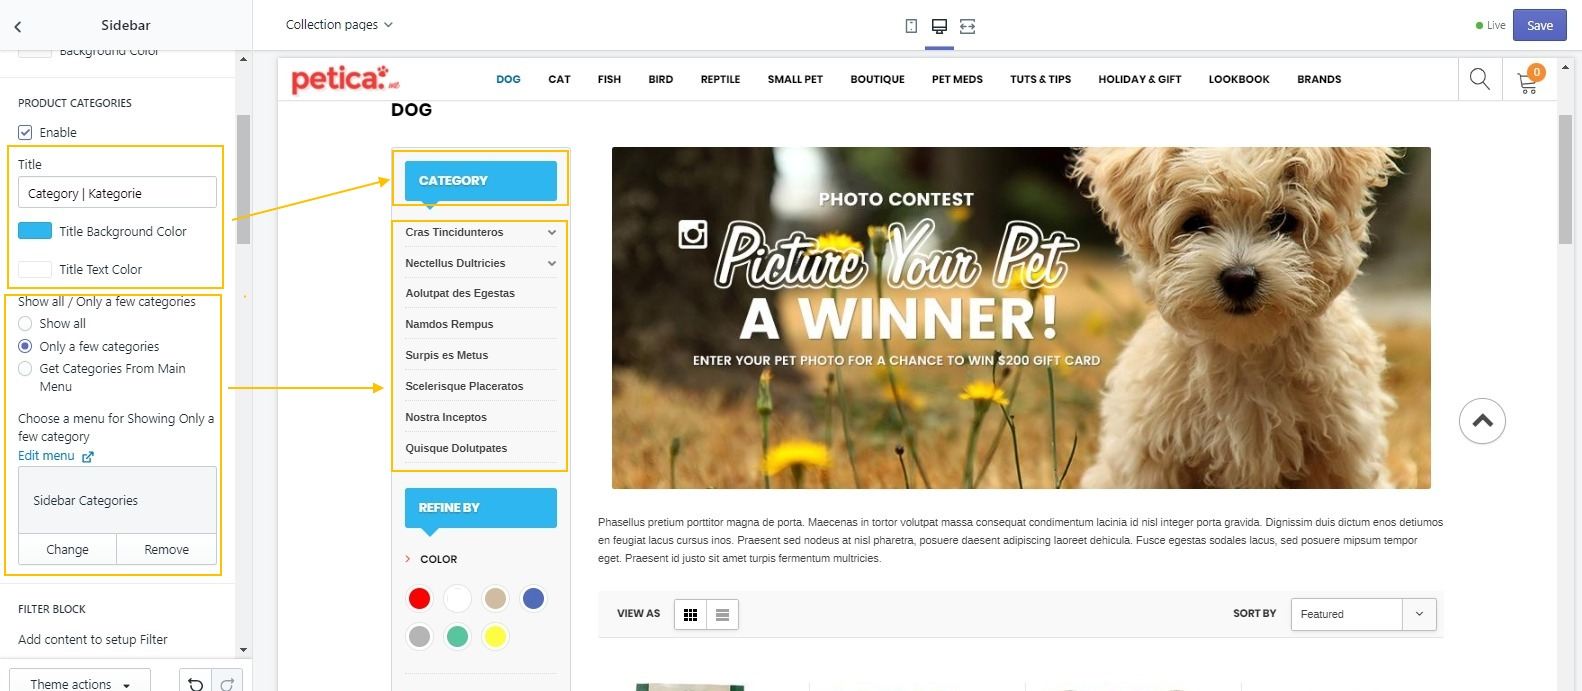 Sidebar
Collection pages
Live
Save
Background Color
PRODUCT CATEGORIES
Enable
Title
Category | Kategorie
Title Background Color
Title Text Color
Show all / Only a few categories
Show all
Only a few categories
Get Categories From Main
Menu
Choose a menu for Showing Only a
few category
Edit menu
Sidebar Categories
Change
Remove
FILTER BLOCK
Add content to setup Filter
Theme actions
petica.
DOG
CAT
FISH
BIRD
REPTILE
SMALL PET
BOUTIQUE
PET MEDS
TUTS & TIPS
HOLIDAY & GIFT
LOOKBOOK
BRANDS
0
DOG
CATEGORY
Cras Tincidunteros
Nectellus Dultricies
Aolutpat des Egestas
Namdos Rempus
Surpis es Metus
Scelerisque Placeratos
Nostra Inceptos
Quisque Dolutpates
REFINE BY
COLOR
PHOTO CONTEST
Picture Your Pet
A WINNER!
ENTER YOUR PET PHOTO FOR A CHANCE TO WIN $200 GIFT CARD
Phasellus pretium porttitor magna de porta. Maecenas in tortor volutpat massa consequat condimentum lacinia id nisl integer porta gravida. Dignissim duis dictum enos detiumos
en feugiat lacus cursus inos. Praesent sed nodeus at nisl pharetra, posuere daesent adipiscing laoreet dehicula. Fusce egestas sodales lacus, sed posuere mipsum tempor
eget. Praesent id justo sit amet turpis fermentum multricies.
VIEW AS
SORT BY
Featured